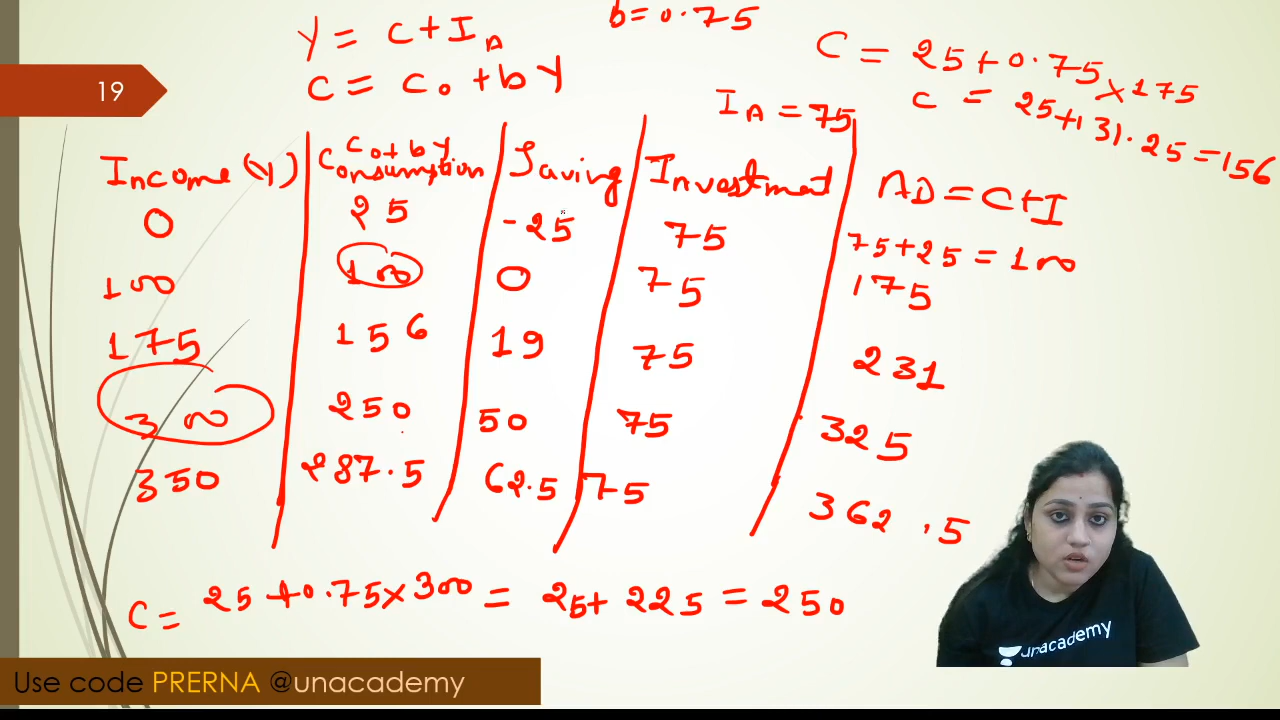 19
Y = C + I_A
b = 0.75
C = C₀ + bY
C = 25 + 0.75 × 175
C = 25 + 131.25 = 156
I_A = 75
Income (Y) C₀ + bY Consumption Saving Investment AD = C + I
0 25 -25 75 75 + 25 = 100
100 100 0 75 175
175 156 19 75 231
300 250 50 75 325
350 287.5 62.5 75 362.5
C = 25 + 0.75 × 300 = 25 + 225 = 250
unacademy
Use code PRERNA @unacademy